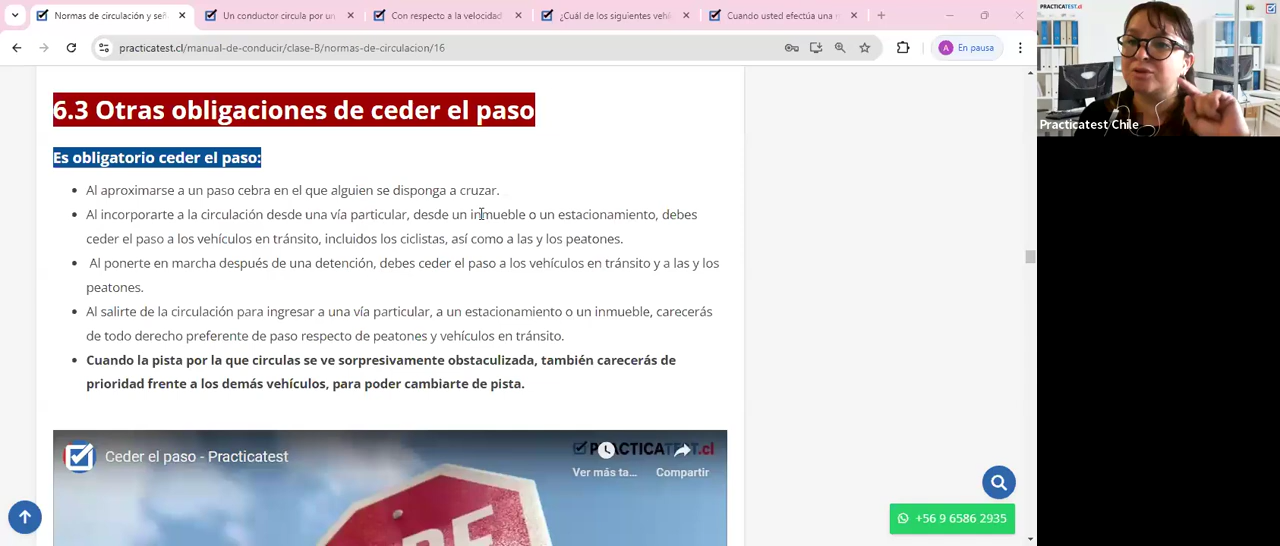 Normas de circulación y señ
Un conductor circula por un
Con respecto a la velocidad
¿Cuál de los siguientes vehí
Cuando usted efectúa una
practicatest.cl/manual-de-conducir/clase-B/normas-de-circulacion/16
A En pausa
PRACTICATEST.cl
Practicatest Chile
6.3 Otras obligaciones de ceder el paso
Es obligatorio ceder el paso:
Al aproximarse a un paso cebra en el que alguien se disponga a cruzar.
Al incorporarte a la circulación desde una vía particular, desde un inmueble o un estacionamiento, debes
ceder el paso a los vehículos en tránsito, incluidos los ciclistas, así como a las y los peatones.
Al ponerte en marcha después de una detención, debes ceder el paso a los vehículos en tránsito y a las y los
peatones.
Al salirte de la circulación para ingresar a una vía particular, a un estacionamiento o un inmueble, carecerás
de todo derecho preferente de paso respecto de peatones y vehículos en tránsito.
Cuando la pista por la que circulas se ve sorpresivamente obstaculizada, también carecerás de
prioridad frente a los demás vehículos, para poder cambiarte de pista.
Ceder el paso - Practicatest
PRACTICATEST.cl
Ver más ta...
Compartir
+56 9 6586 2935